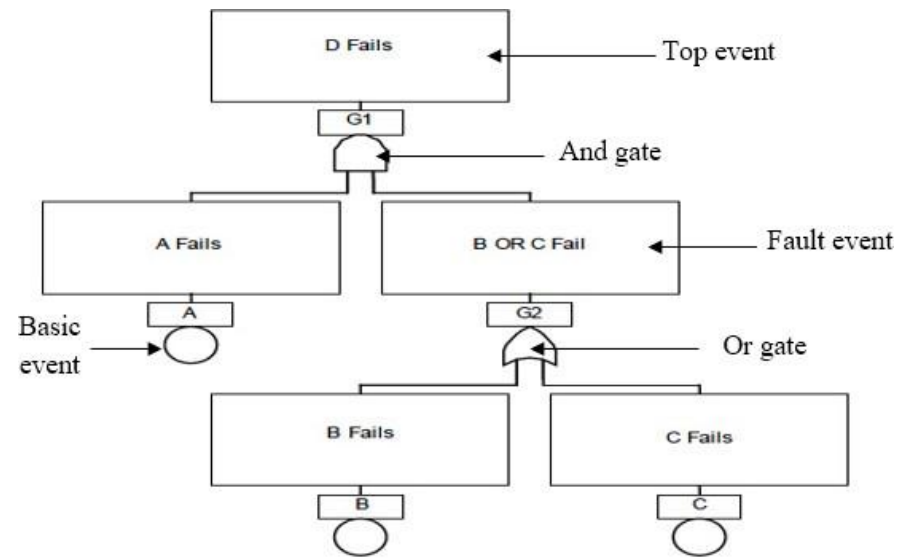 D Fails
Top event
G1
And gate
A Fails
B OR C Fail
Fault event
A
G2
Basic
event
Or gate
B Fails
C Fails
B
C